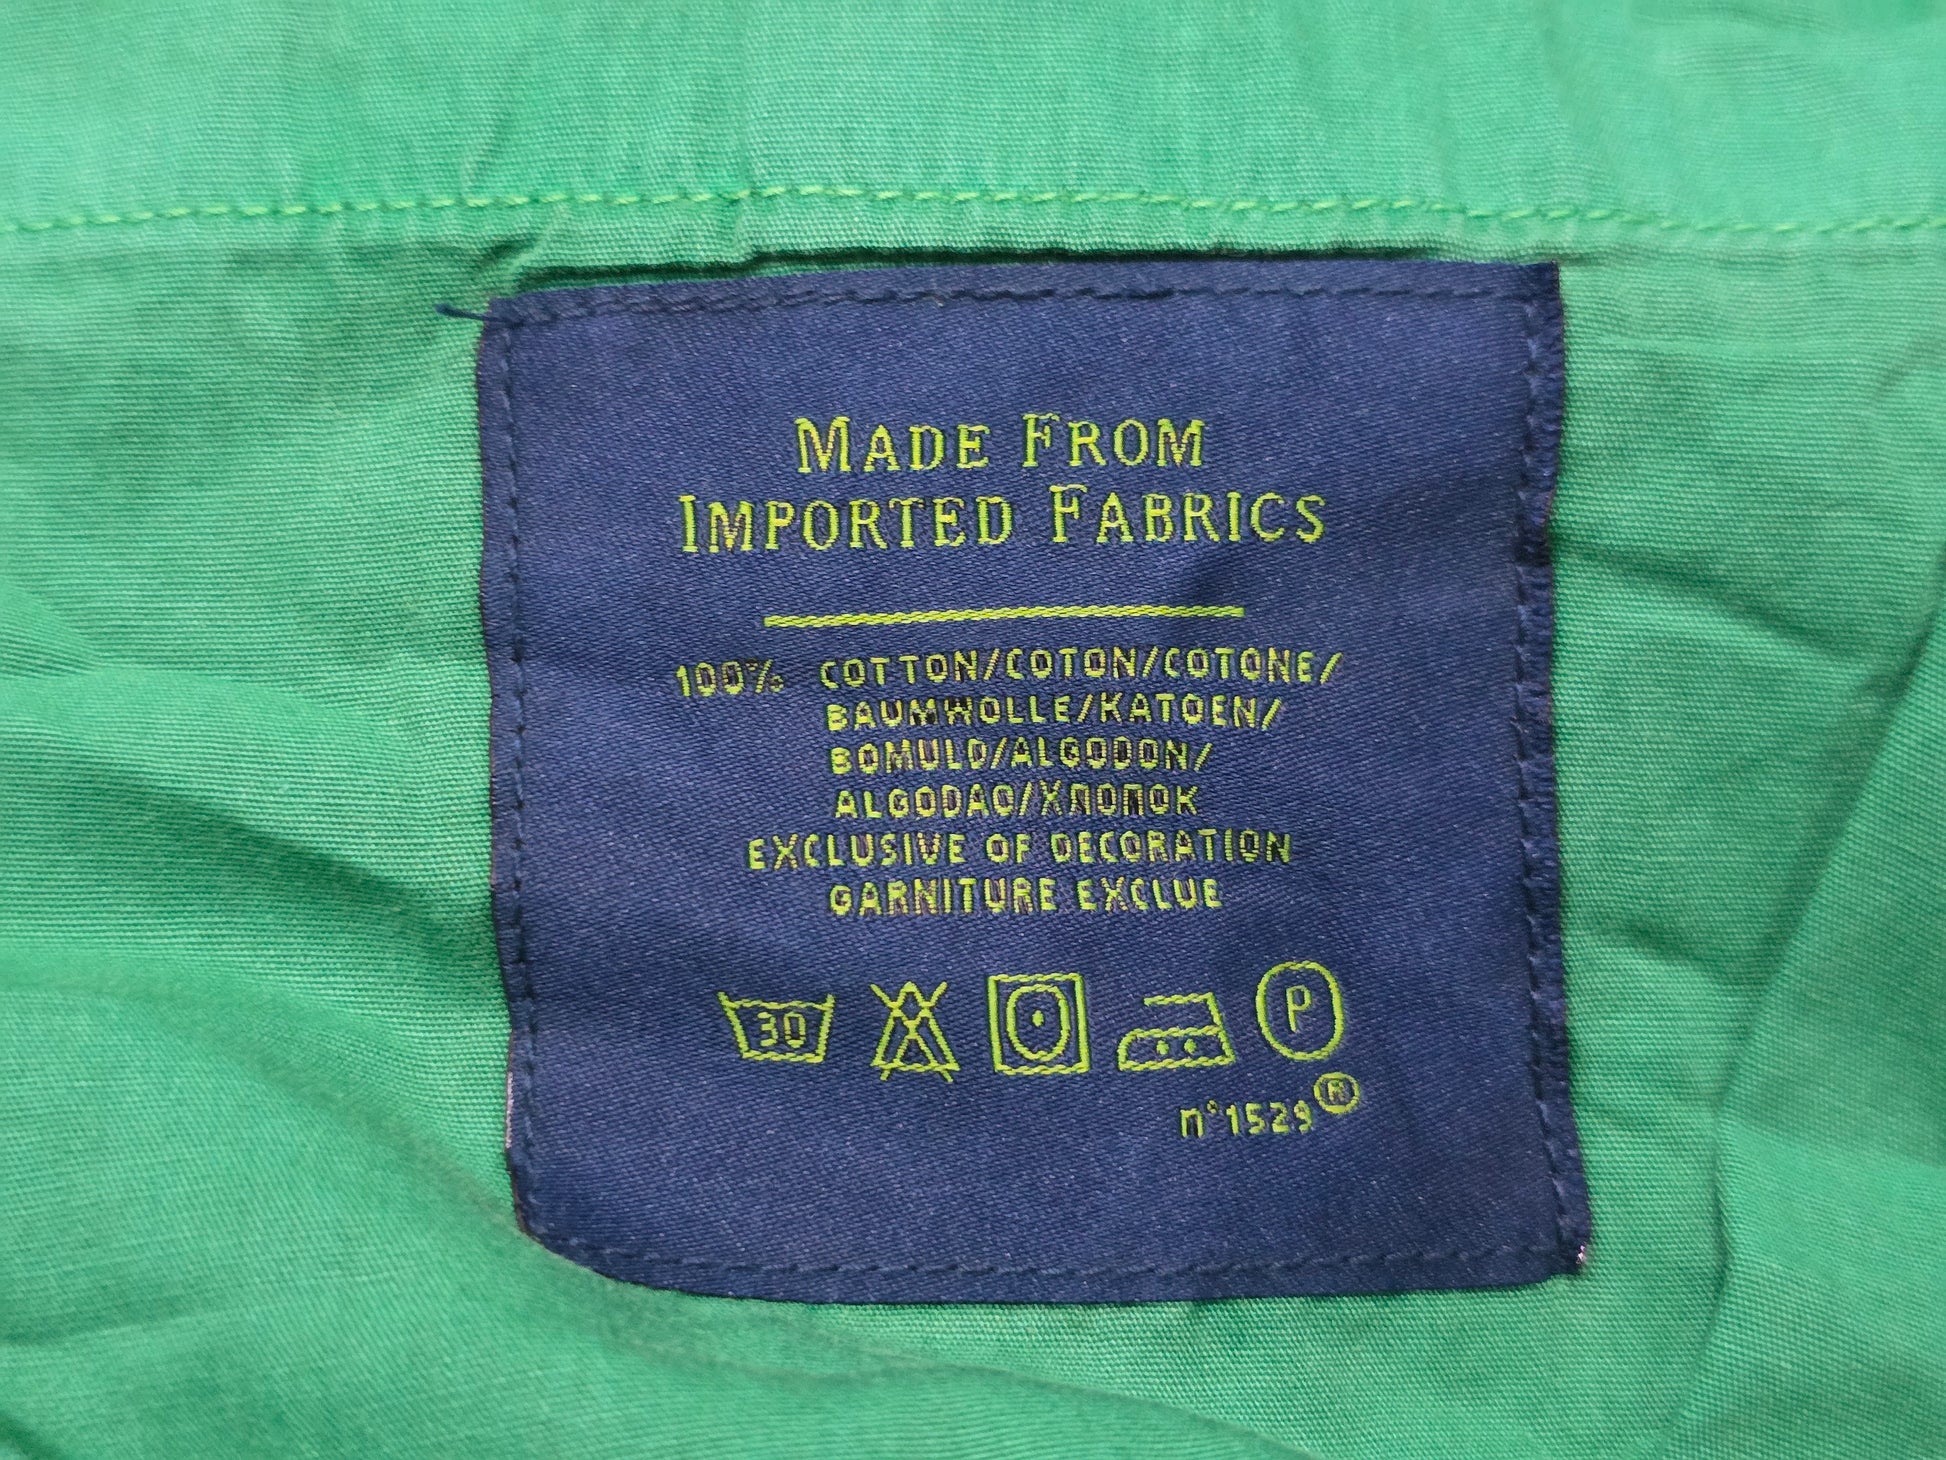 MADE FROM
IMPORTED FABRICS
100% COTTON/COTON/COTONE/
BAUMWOLLE/KATOEN/
BOMULD/ALGODON/
ALGODAO/ХЛОПОК
EXCLUSIVE OF DECORATION
GARNITURE EXCLUE
30
P
n°1529®